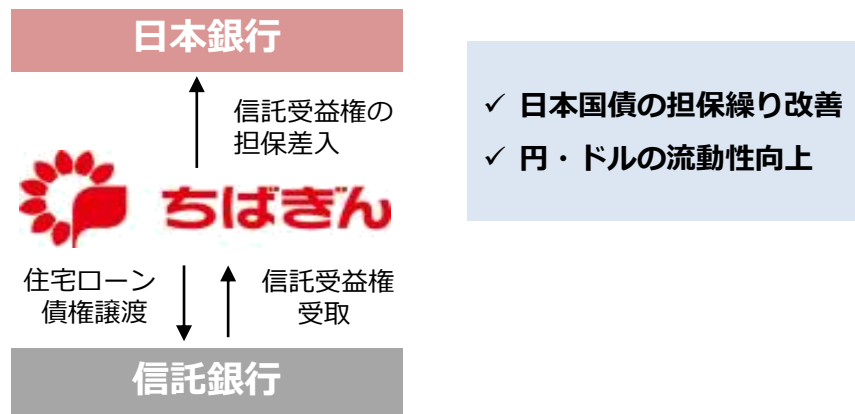 日本銀行
信託受益権の
担保差入
ちばぎん
住宅ローン
債権譲渡
信託受益権
受取
信託銀行
✓ 日本国債の担保繰り改善
✓ 円・ドルの流動性向上